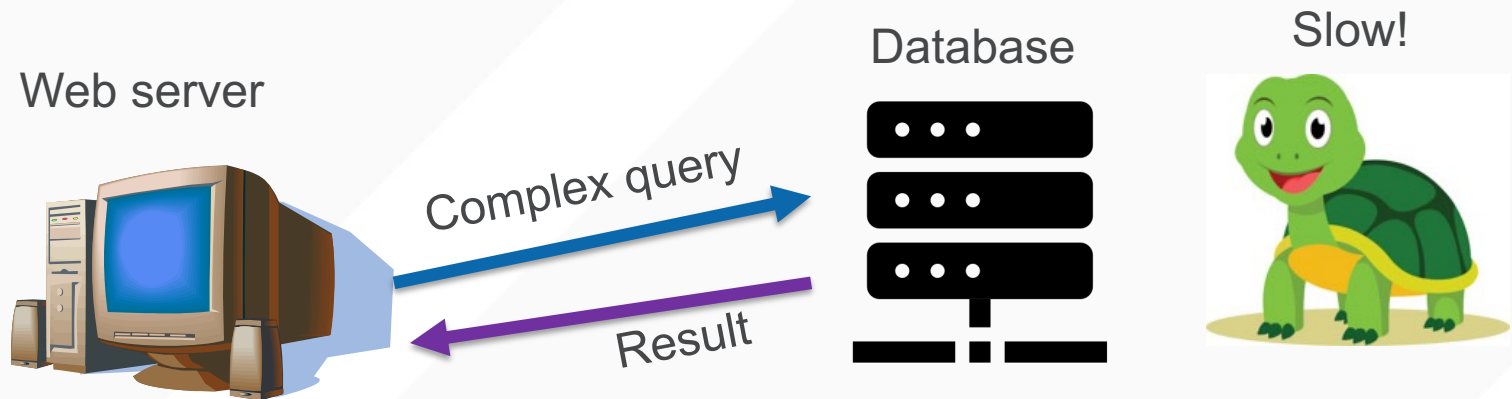 Web server
Complex query
Result
Database
Slow!